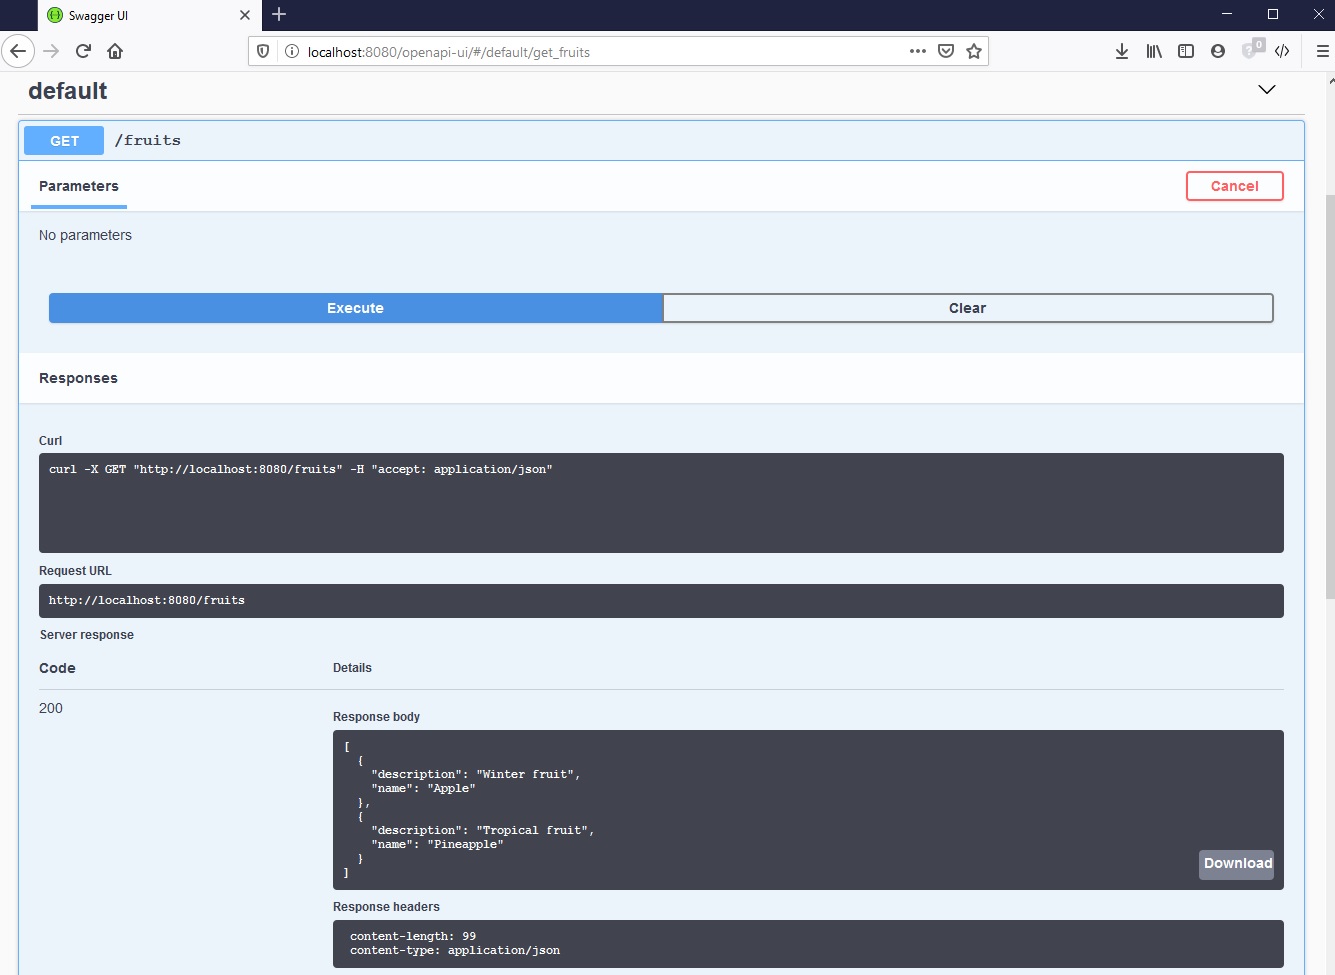 Swagger UI
localhost:8080/openapi-ui/#/default/get_fruits
0
default
GET /fruits
Parameters
Cancel
No parameters
Execute
Clear
Responses
Curl
curl -X GET "http://localhost:8080/fruits" -H "accept: application/json"
Request URL
http://localhost:8080/fruits
Server response
Code Details
200
Response body
[
  {
    "description": "Winter fruit",
    "name": "Apple"
  },
  {
    "description": "Tropical fruit",
    "name": "Pineapple"
  }
]
Download
Response headers
content-length: 99
content-type: application/json